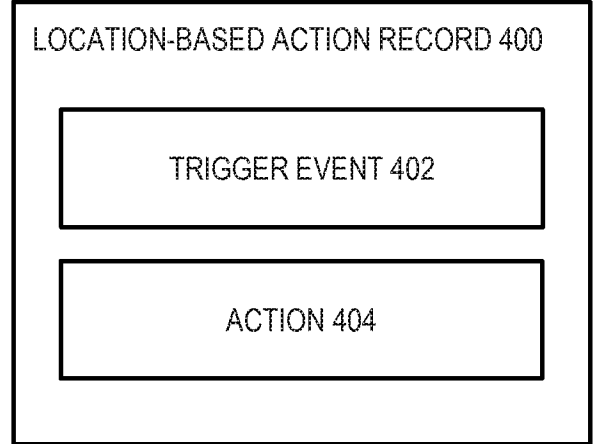 LOCATION-BASED ACTION RECORD 400
TRIGGER EVENT 402
ACTION 404